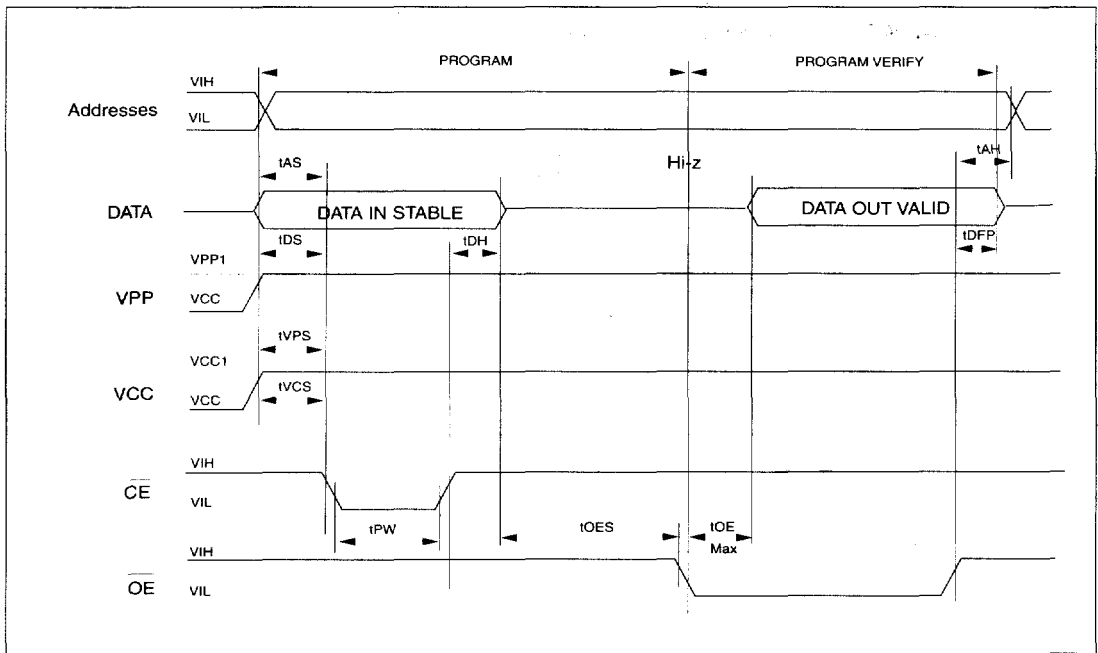 PROGRAM
PROGRAM VERIFY
VIH
Addresses
VIL
tAS
Hi-z
tAH
DATA
DATA IN STABLE
DATA OUT VALID
tDS
tDH
tDFP
VPP1
VPP
VCC
tVPS
VCC1
VCC
tVCS
VCC
VIH
CE
VIL
tPW
tOES
tOE
Max
VIH
OE
VIL